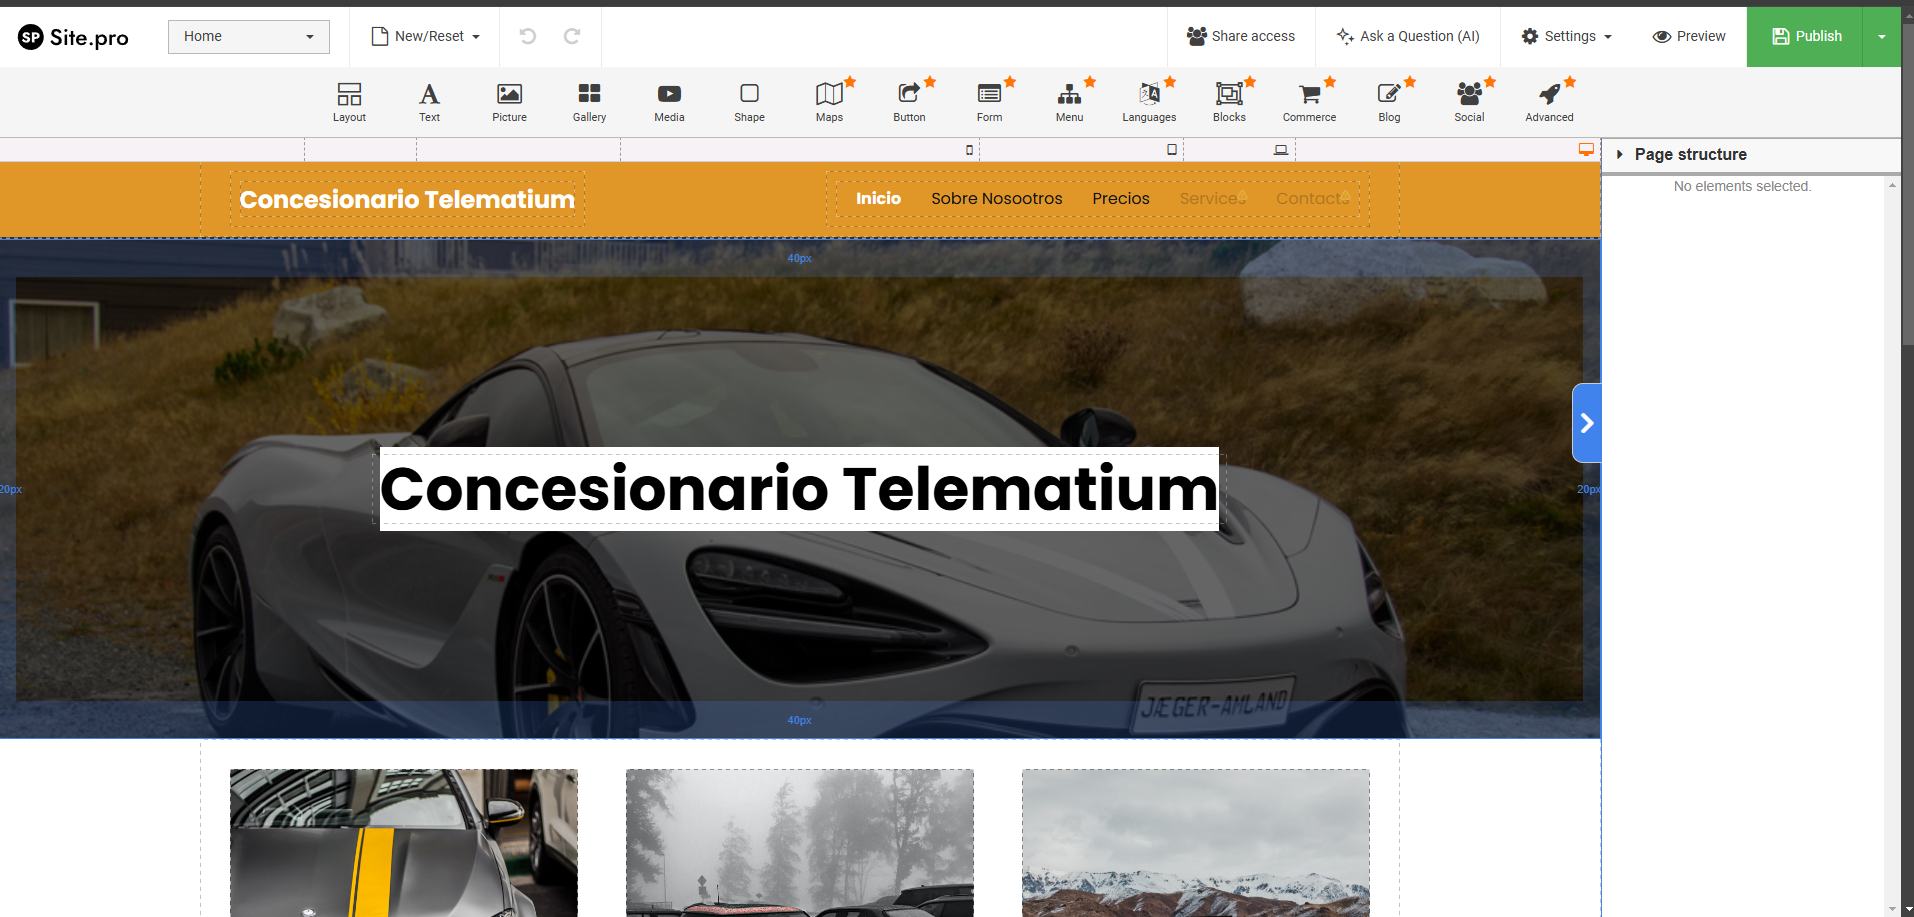 SP Site.pro
Home
New/Reset
Share access
Ask a Question (AI)
Settings
Preview
Publish
Layout
Text
Picture
Gallery
Media
Shape
Maps
Button
Form
Menu
Languages
Blocks
Commerce
Blog
Social
Advanced
Page structure
No elements selected.
Concesionario Telematium
Inicio
Sobre Nosootros
Precios
Services
Contacts
40px
20px
Concesionario Telematium
20px
JÆGER-AMLAND
40px